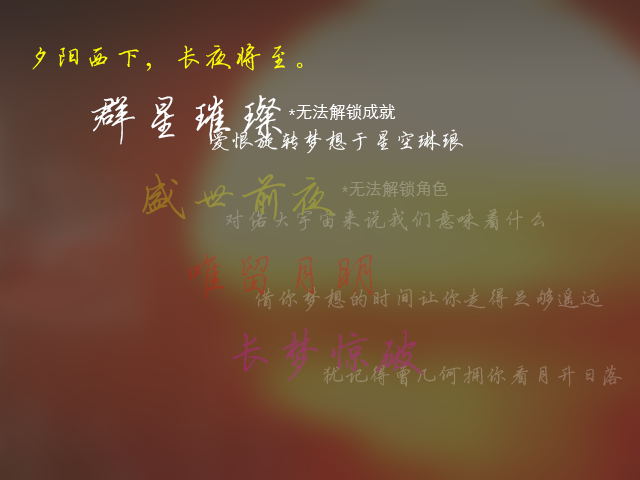 夕阳西下，长夜将至。
群星璀璨 *无法解锁成就
爱恨旋转梦想于星空琳琅
盛世前夜 *无法解锁角色
对偌大宇宙来说我们意味着什么
唯留月明
借你梦想的时间让你走得足够遥远
长梦惊破
犹记得曾几何拥你看月升日落